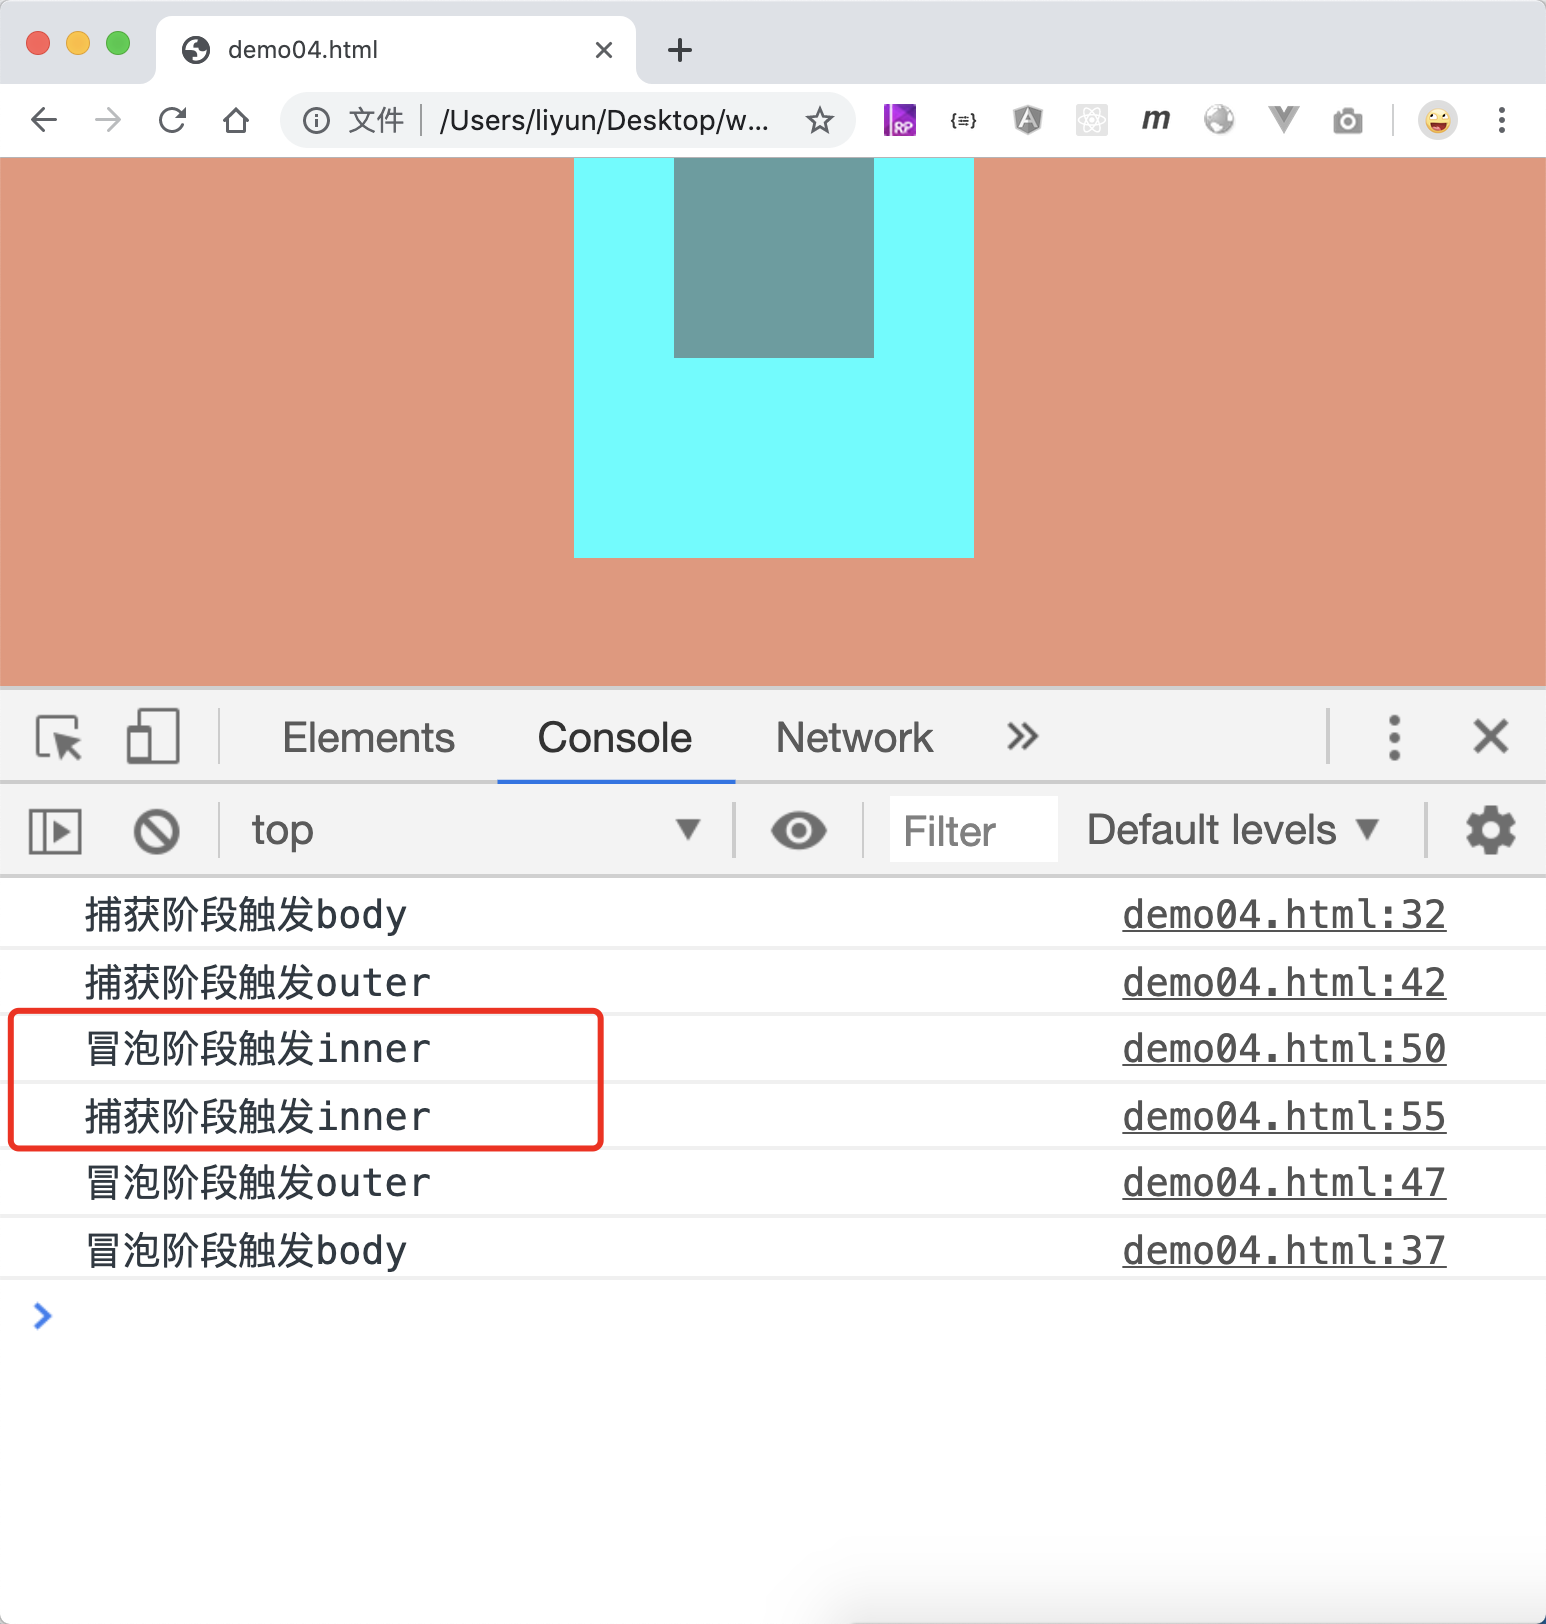 demo04.html
文件 /Users/liyun/Desktop/w...
RP
m
Elements Console Network
top Filter Default levels
捕获阶段触发body demo04.html:32
捕获阶段触发outer demo04.html:42
冒泡阶段触发inner demo04.html:50
捕获阶段触发inner demo04.html:55
冒泡阶段触发outer demo04.html:47
冒泡阶段触发body demo04.html:37